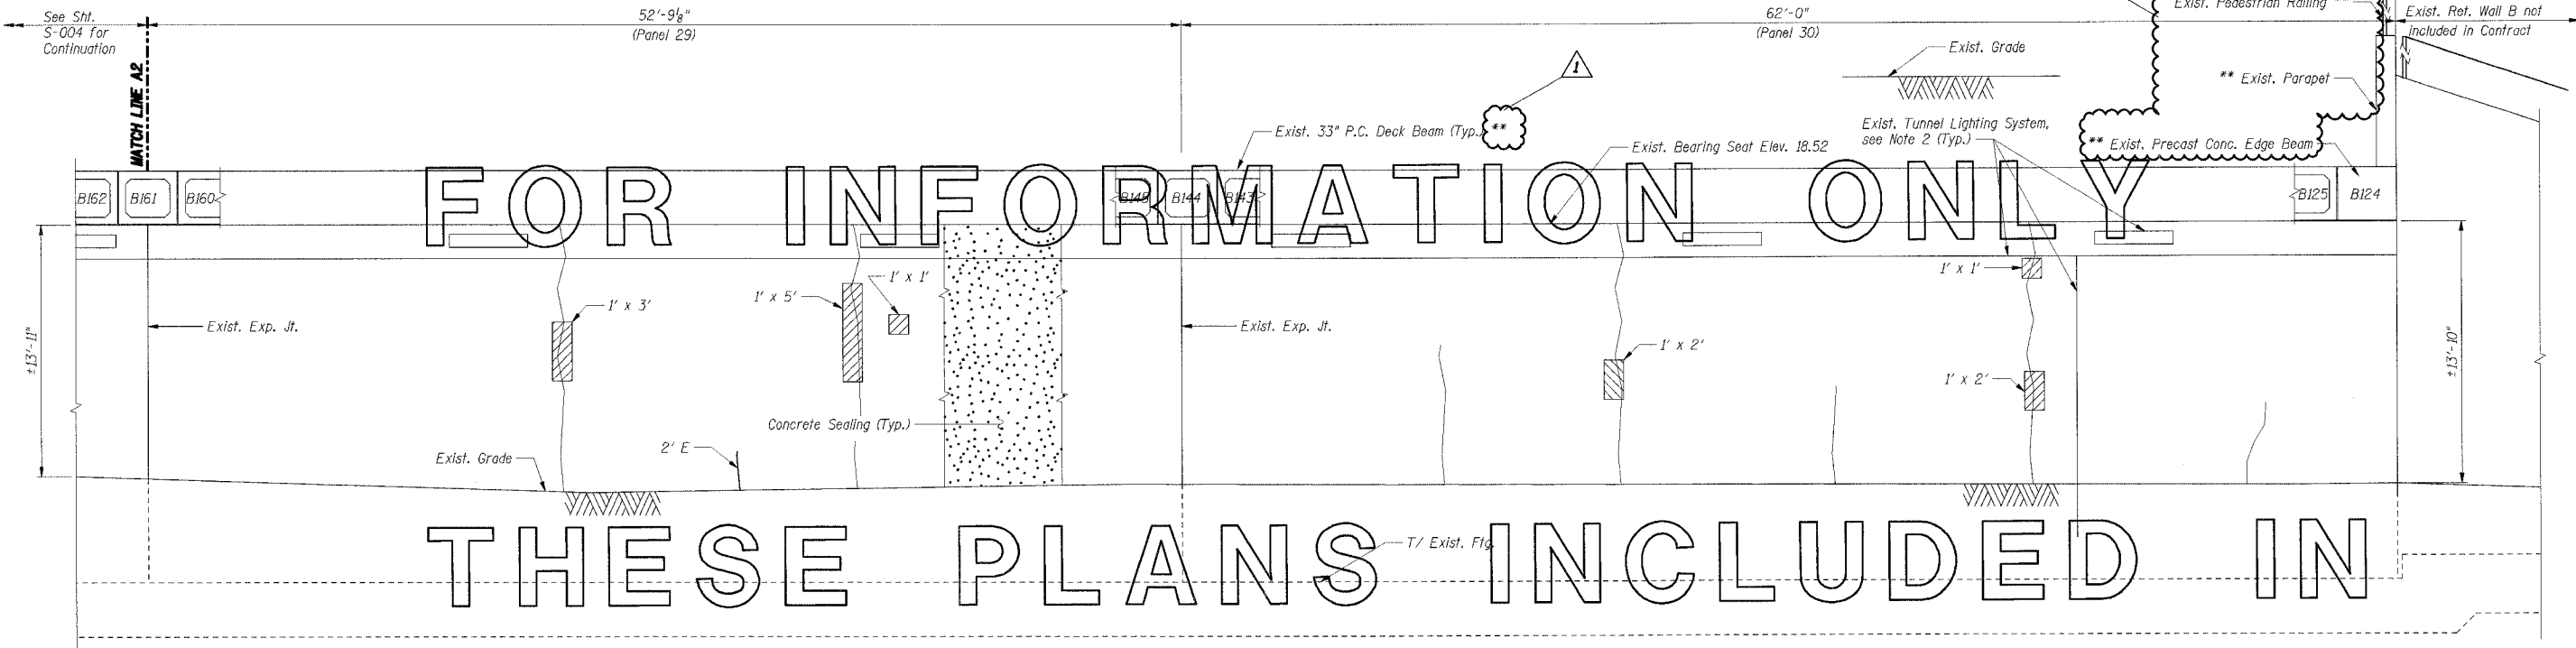 See Sht.
S-004 for
Continuation
52'-9⅛"
(Panel 29)
62'-0"
(Panel 30)
Exist. Pedestrian Railing
Exist. Ret. Wall B not
included in Contract
MATCH LINE A2
1
Exist. Grade
** Exist. Parapet
Exist. 33" P.C. Deck Beam (Typ.)
**
Exist. Bearing Seat Elev. 18.52
Exist. Tunnel Lighting System,
see Note 2 (Typ.)
** Exist. Precast Conc. Edge Beam
B162
B161
B160
B145
B144
B143
B125
B124
FOR INFORMATION ONLY
1' x 3'
1' x 5'
1' x 1'
1' x 1'
Exist. Exp. Jt.
Exist. Exp. Jt.
1' x 2'
1' x 2'
±13'-11"
±13'-10"
Concrete Sealing (Typ.)
2' E
Exist. Grade
T/ Exist. Ftg.
THESE PLANS INCLUDED IN